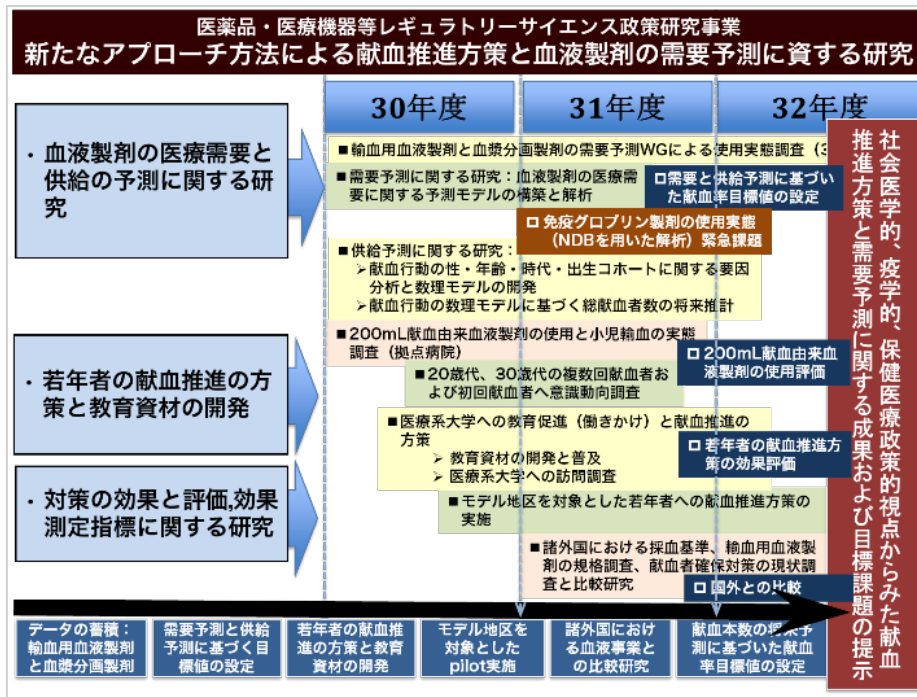 医薬品・医療機器等レギュラトリーサイエンス政策研究事業
新たなアプローチ方法による献血推進方策と血液製剤の需要予測に資する研究
30年度
31年度
32年度
・血液製剤の医療需要と
供給の予測に関する研
究
・若年者の献血推進の方
策と教育資材の開発
・対策の効果と評価,効果
測定指標に関する研究
■輸血用血液製剤と血漿分画製剤の需要予測WGによる使用実態調査（3
■需要予測に関する研究：血液製剤の医療需
要に関する予測モデルの構築と解析
□需要と供給予測に基づい
た献血率目標値の設定
□免疫グロブリン製剤の使用実態
（NDBを用いた解析）緊急課題
■供給予測に関する研究：
➢献血行動の性・年齢・時代・出生コホートに関する要因
分析と数理モデルの開発
➢献血行動の数理モデルに基づく総献血者数の将来推計
■200mL献血由来血液製剤の使用と小児輸血の実態
調査（拠点病院）
□200mL献血由来血
液製剤の使用評価
■20歳代、30歳代の複数回献血者お
よび初回献血者へ意識動向調査
■医療系大学への教育促進（働きかけ）と献血推進の
方策
➢教育資材の開発と普及
➢医療系大学への訪問調査
□若年者の献血推進方
策の効果評価
■モデル地区を対象とした若年者への献血推進方策の
実施
■諸外国における採血基準、輸血用血液製
剤の規格調査、献血者確保対策の現状調
査と比較研究
□国外との比較
社会医学的、疫学的、保健医療政策的視点からみた献血
推進方策と需要予測に関する成果および目標課題の提示
データの蓄積：
輸血用血液製剤
と血漿分画製剤
需要予測と供給
予測に基づく目
標値の設定
若年者の献血推
進の方策と教育
資材の開発
モデル地区を
対象とした
pilot実施
諸外国におけ
る血液事業と
の比較研究
献血本数の将来予
測に基づいた献血
率目標値の設定